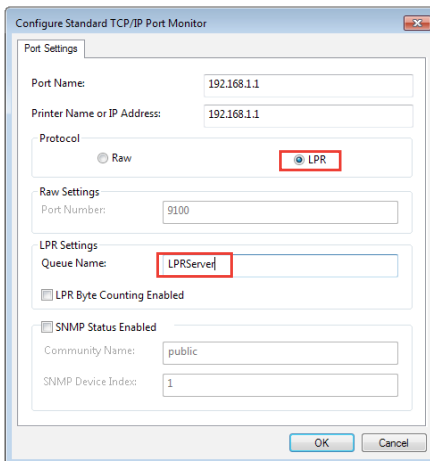 Configure Standard TCP/IP Port Monitor
Port Settings
Port Name: 192.168.1.1
Printer Name or IP Address: 192.168.1.1
Protocol
Raw LPR
Raw Settings
Port Number: 9100
LPR Settings
Queue Name: LPRServer
LPR Byte Counting Enabled
SNMP Status Enabled
Community Name: public
SNMP Device Index: 1
OK Cancel